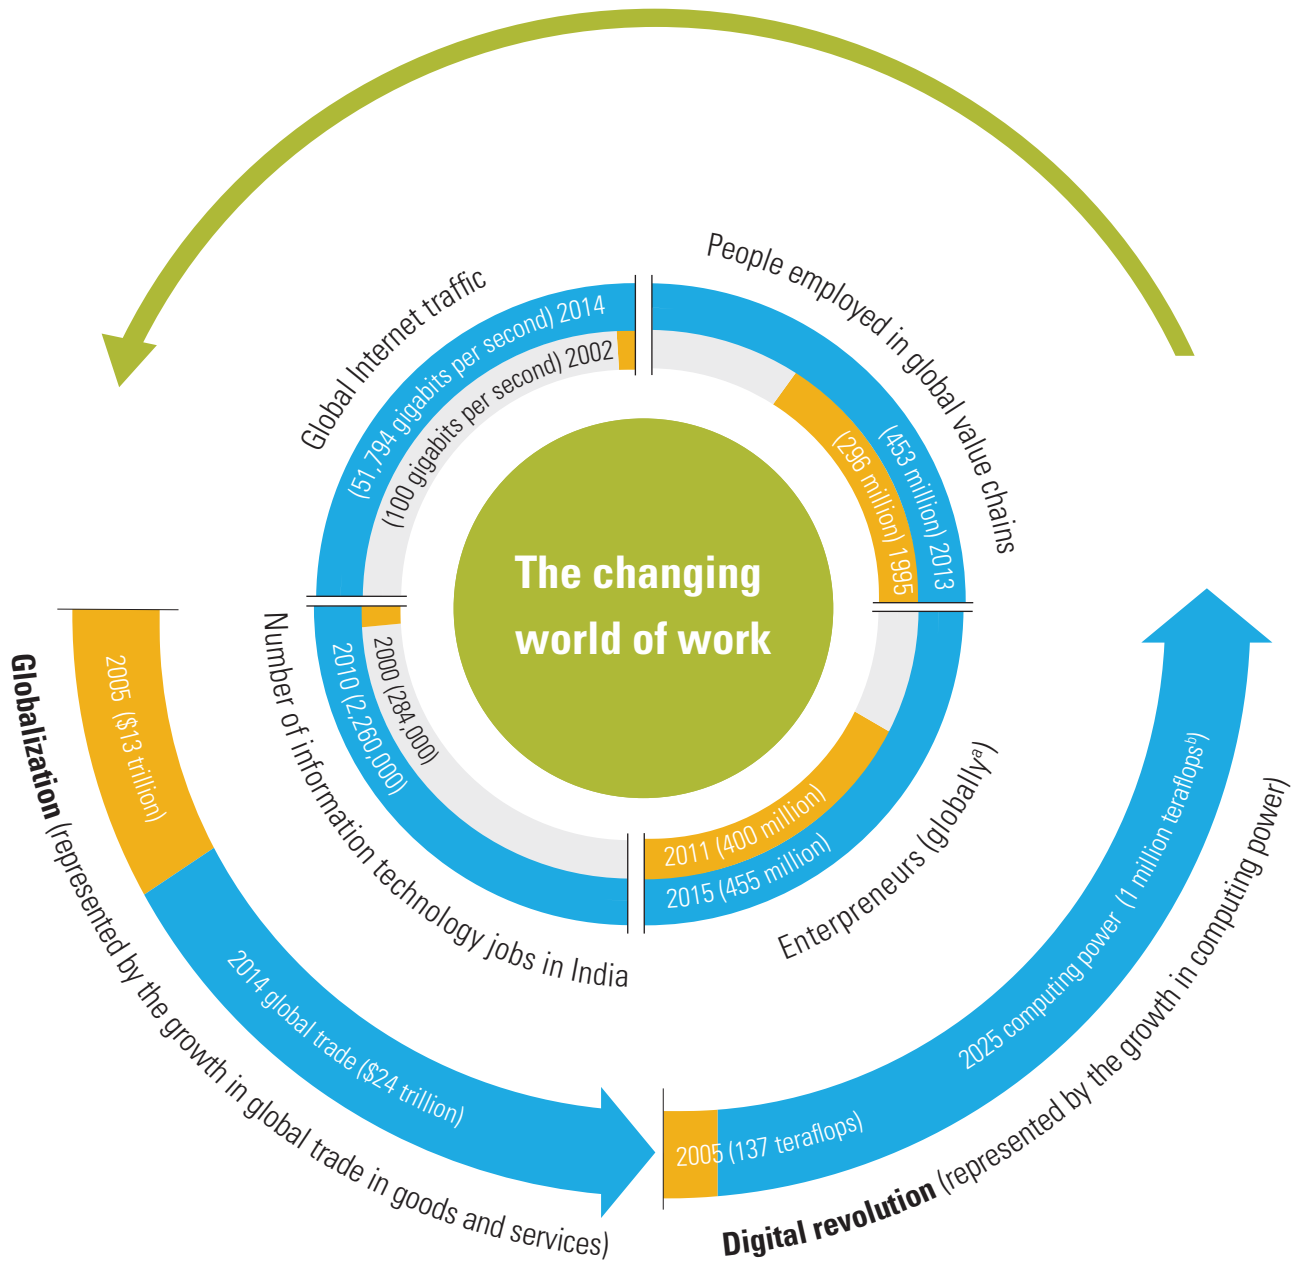 The changing
world of work
Global Internet traffic
(51,794 gigabits per second) 2014
(100 gigabits per second) 2002
People employed in global value chains
(453 million) 2013
(296 million) 1995
Number of information technology jobs in India
2000 (284,000)
2010 (2,260,000)
Enterpreneurs (globallyᵃ)
2011 (400 million)
2015 (455 million)
Globalization (represented by the growth in global trade in goods and services)
2005 ($13 trillion)
2014 global trade ($24 trillion)
Digital revolution (represented by the growth in computing power)
2005 (137 teraflops)
2025 computing power (1 million teraflopsᵇ)